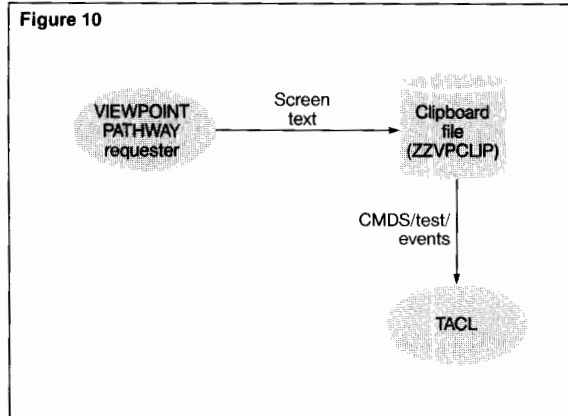 Figure 10
VIEWPOINT
PATHWAY
requester
Screen
text
Clipboard
file
(ZZVPCLIP)
CMDS/test/
events
TACL